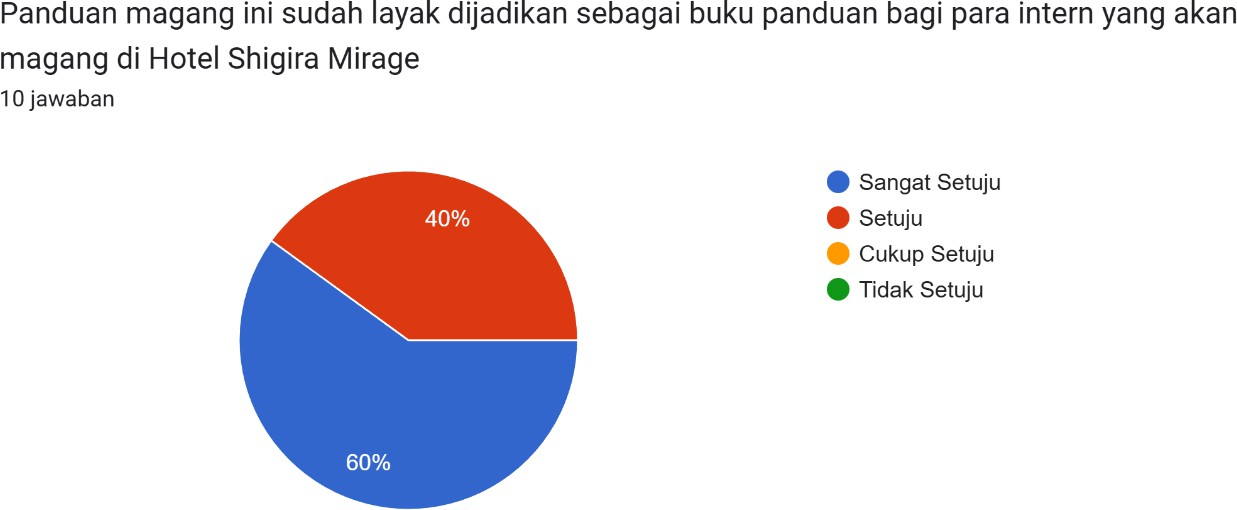 Panduan magang ini sudah layak dijadikan sebagai buku panduan bagi para intern yang akan
magang di Hotel Shigira Mirage
10 jawaban
40%
60%
Sangat Setuju
Setuju
Cukup Setuju
Tidak Setuju